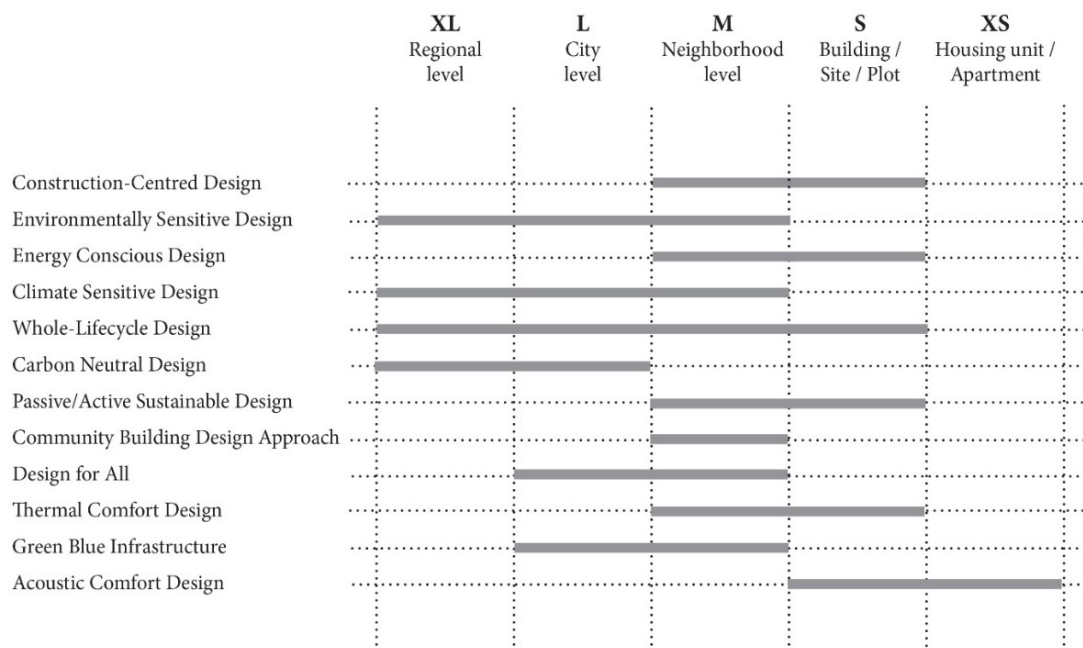 XL L M S XS
Regional City Neighborhood Building / Housing unit /
level level level Site / Plot Apartment
Construction-Centred Design
Environmentally Sensitive Design
Energy Conscious Design
Climate Sensitive Design
Whole-Lifecycle Design
Carbon Neutral Design
Passive/Active Sustainable Design
Community Building Design Approach
Design for All
Thermal Comfort Design
Green Blue Infrastructure
Acoustic Comfort Design